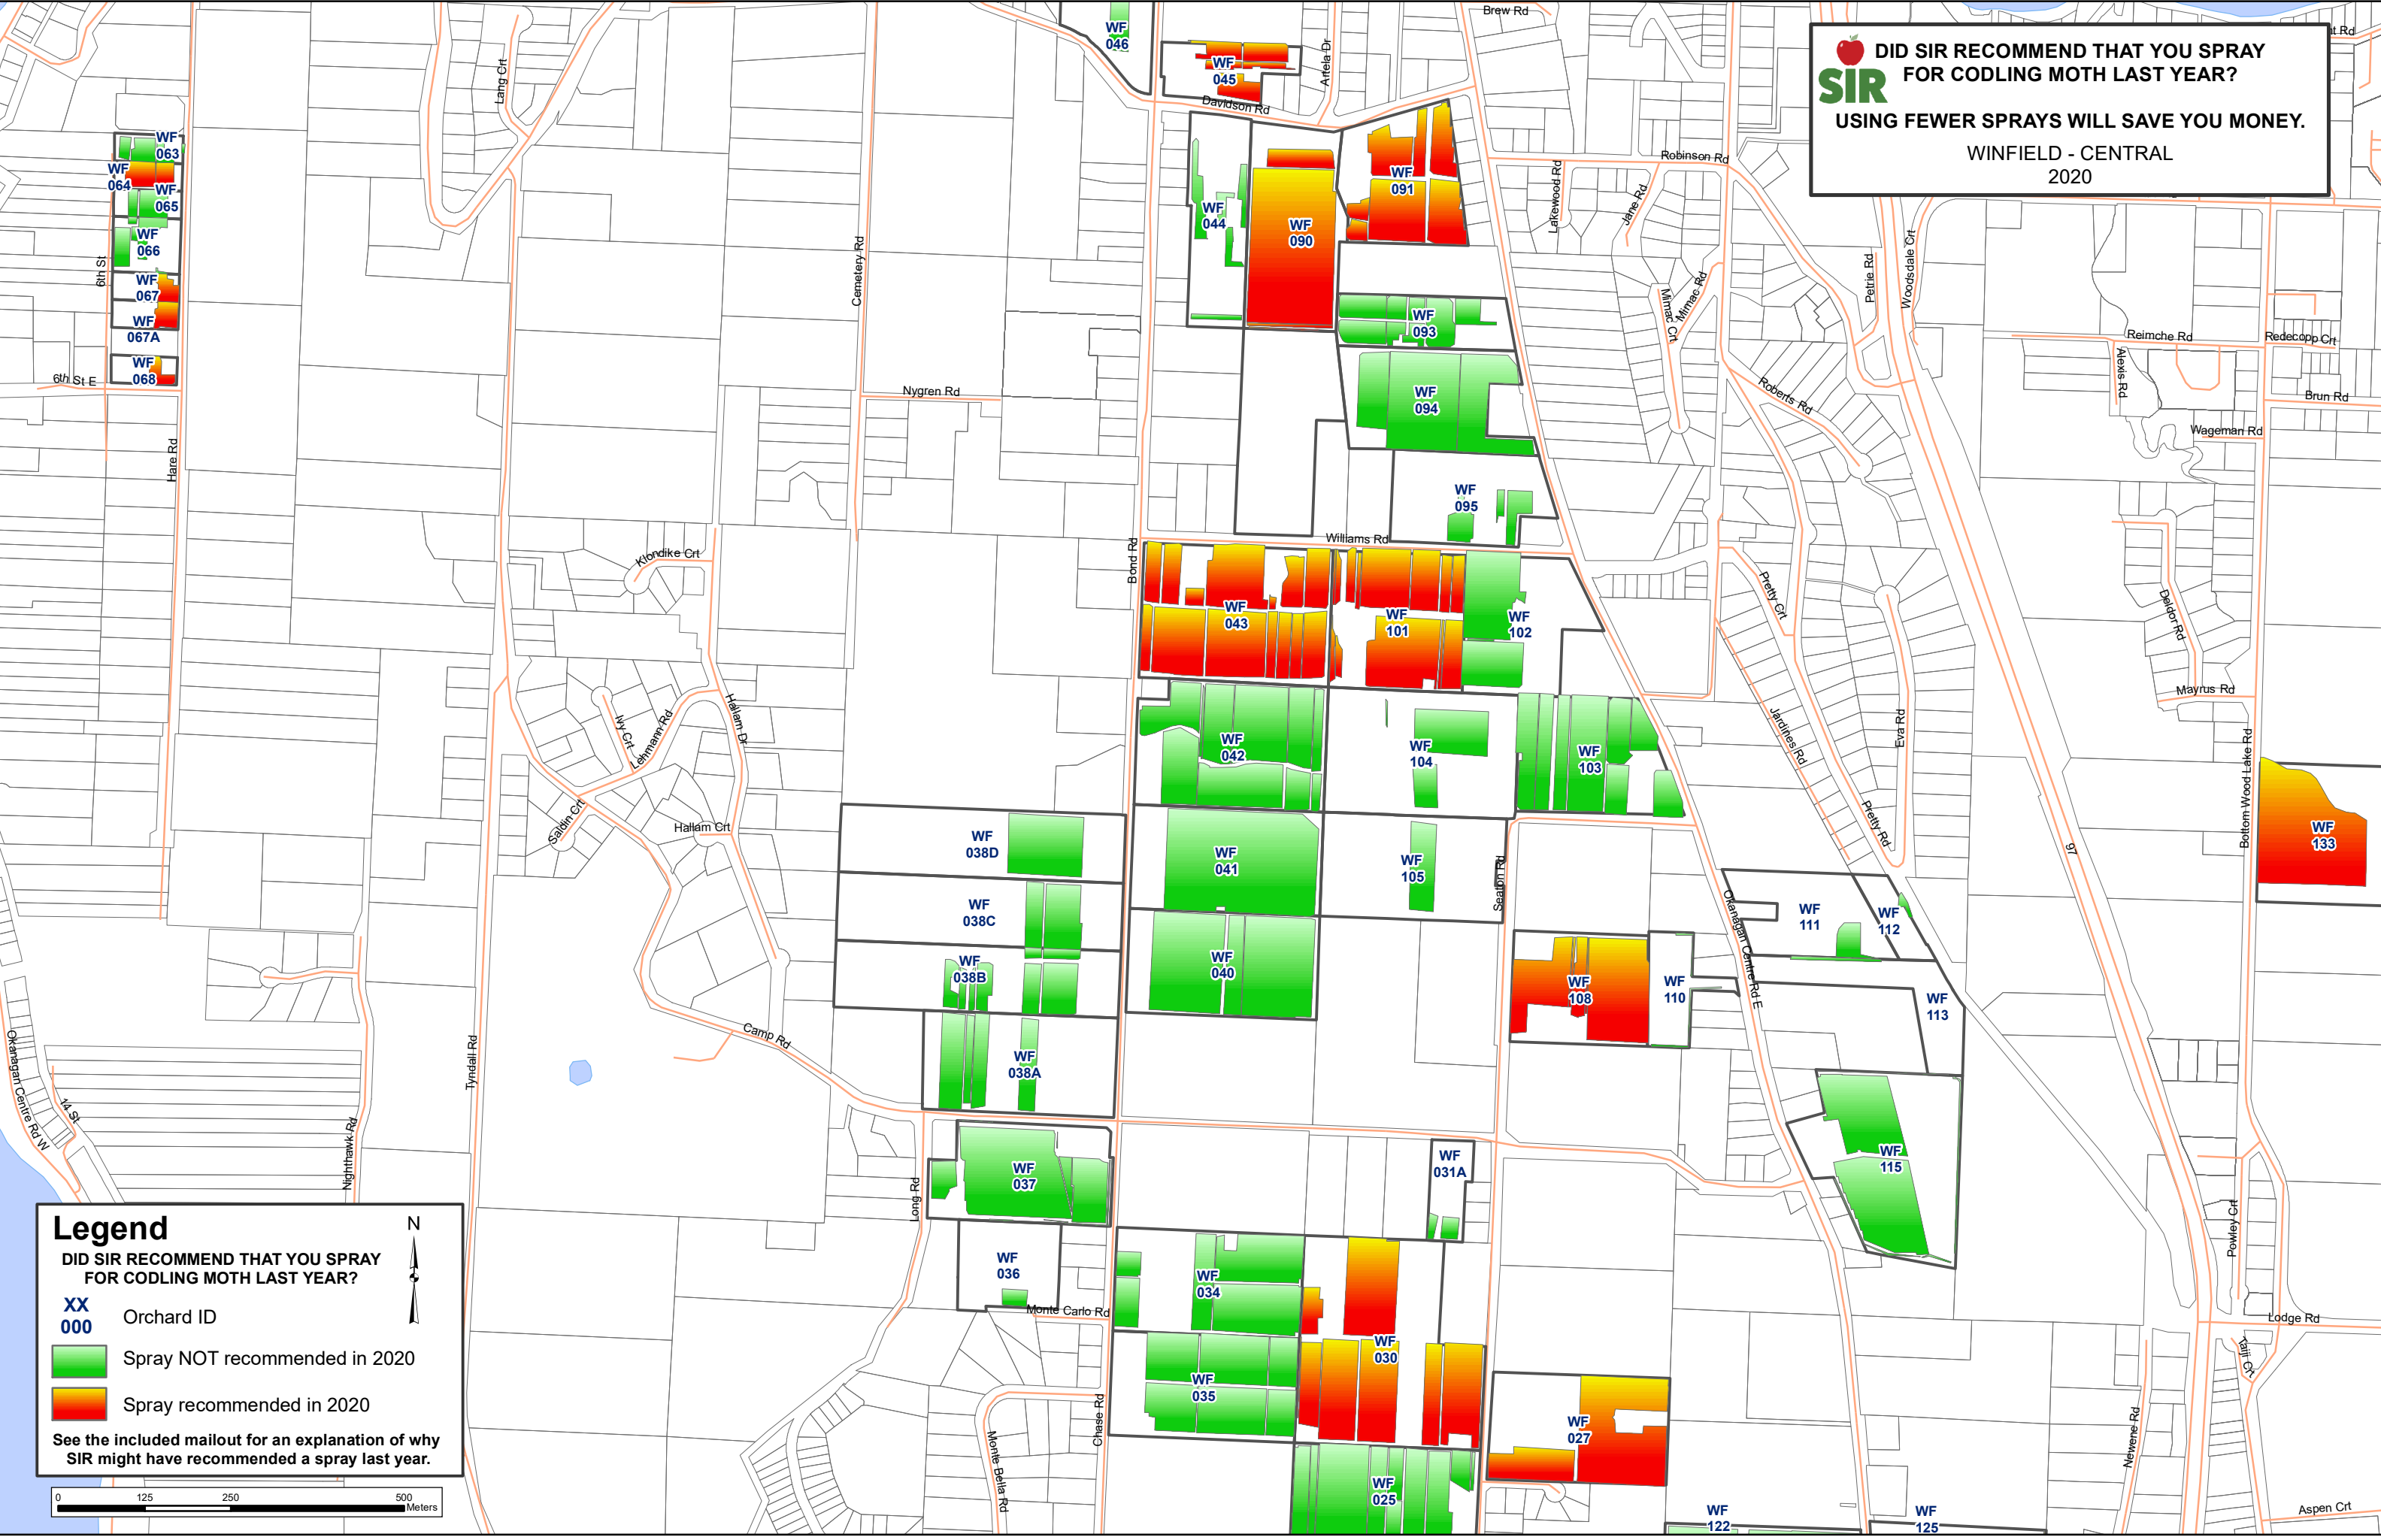 DID SIR RECOMMEND THAT YOU SPRAY
FOR CODLING MOTH LAST YEAR?
USING FEWER SPRAYS WILL SAVE YOU MONEY.
WINFIELD - CENTRAL
2020
SIR
Brew Rd
Lang Crt
Artela Dr
Davidson Rd
Robinson Rd
Lakewood Rd
Jane Rd
Mimac Rd
Mimac Crt
Petrie Rd
Woodsdale Crt
Reimche Rd
Redecopp Crt
Alexis Rd
Brun Rd
Wageman Rd
Roberts Rd
Cemetery Rd
Nygren Rd
6th St
6th St E
Hare Rd
Klondike Crt
Bond Rd
Williams Rd
Pretty Crt
Deldor Rd
Mayrus Rd
Eva Rd
Jardines Rd
Pretty Rd
Bottom Wood Lake Rd
97
Ivy Crt
Lehmann Rd
Hallam Dr
Saldin Crt
Hallam Crt
Seaton Rd
Okanagan Centre Rd E
Camp Rd
Tyndall Rd
Okanagan Centre Rd W
14 St
Nighthawk Rd
Long Rd
Monte Carlo Rd
Chase Rd
Monte Bella Rd
Powley Crt
Lodge Rd
Taiji Crt
Newene Rd
Aspen Crt
WF
046
WF
045
WF
063
WF
064
WF
065
WF
066
WF
067
WF
067A
WF
068
WF
044
WF
090
WF
091
WF
093
WF
094
WF
095
WF
043
WF
101
WF
102
WF
042
WF
104
WF
103
WF
038D
WF
041
WF
105
WF
133
WF
038C
WF
111
WF
112
WF
038B
WF
040
WF
108
WF
110
WF
113
WF
038A
WF
037
WF
031A
WF
115
WF
036
WF
034
WF
030
WF
035
WF
027
WF
025
WF
122
WF
125
Legend
N
DID SIR RECOMMEND THAT YOU SPRAY
FOR CODLING MOTH LAST YEAR?
XX
000
Orchard ID
Spray NOT recommended in 2020
Spray recommended in 2020
See the included mailout for an explanation of why
SIR might have recommended a spray last year.
0 125 250 500
Meters